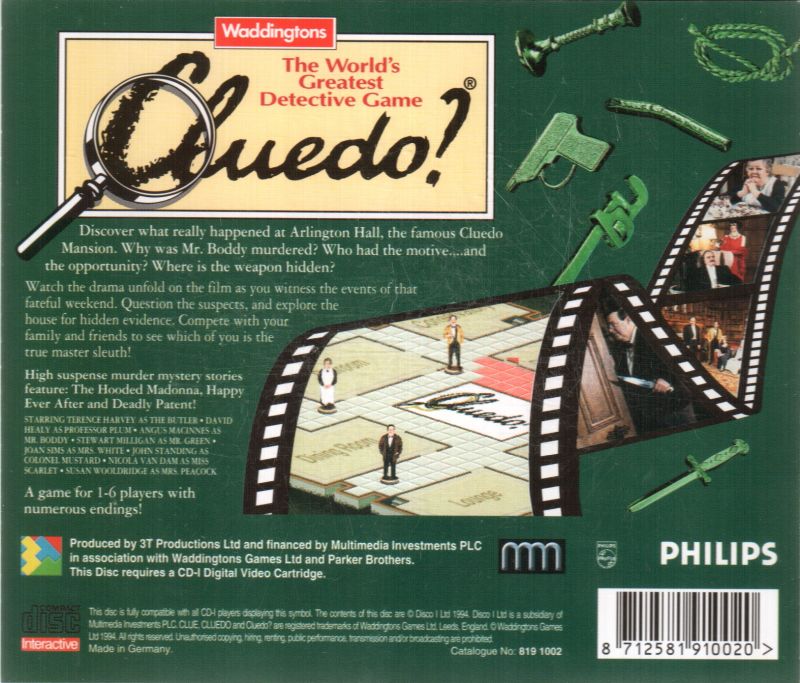 Waddingtons
The World's
Greatest
Detective Game
Cluedo?®
Discover what really happened at Arlington Hall, the famous Cluedo
Mansion. Why was Mr. Boddy murdered? Who had the motive....and
the opportunity? Where is the weapon hidden?
Watch the drama unfold on the film as you witness the events of that
fateful weekend. Question the suspects, and explore the
house for hidden evidence. Compete with your
family and friends to see which of you is the
true master sleuth!
High suspense murder mystery stories
feature: The Hooded Madonna, Happy
Ever After and Deadly Patent!
STARRING TERENCE HARVEY AS THE BUTLER • DAVID
HEALY AS PROFESSOR PLUM • ANGUS MACINNES AS
MR. BODDY • STEWART MILLIGAN AS MR. GREEN •
JOAN SIMS AS MRS. WHITE • JOHN STANDING AS
COLONEL MUSTARD • NICOLA VAN DAM AS MISS
SCARLET • SUSAN WOOLDRIDGE AS MRS. PEACOCK
A game for 1-6 players with
numerous endings!
Cluedo!
Dining Room
Lounge
Produced by 3T Productions Ltd and financed by Multimedia Investments PLC
in association with Waddingtons Games Ltd and Parker Brothers.
This Disc requires a CD-I Digital Video Cartridge.
PHILIPS
PHILIPS
COMPACT
disc
Interactive
This disc is fully compatible with all CD-I players displaying this symbol. The contents of this disc are © Disco I Ltd 1994. Disco I Ltd is a subsidiary of
Multimedia Investments PLC. CLUE, CLUEDO and Cluedo? are registered trademarks of Waddingtons Games Ltd. Leeds, England. © Waddingtons Games
Ltd 1994. All rights reserved. Unauthorised copying, hiring, renting, public performance, transmission and/or broadcasting are prohibited.
Made in Germany.
Catalogue No: 819 1002
8 712581 910020 >